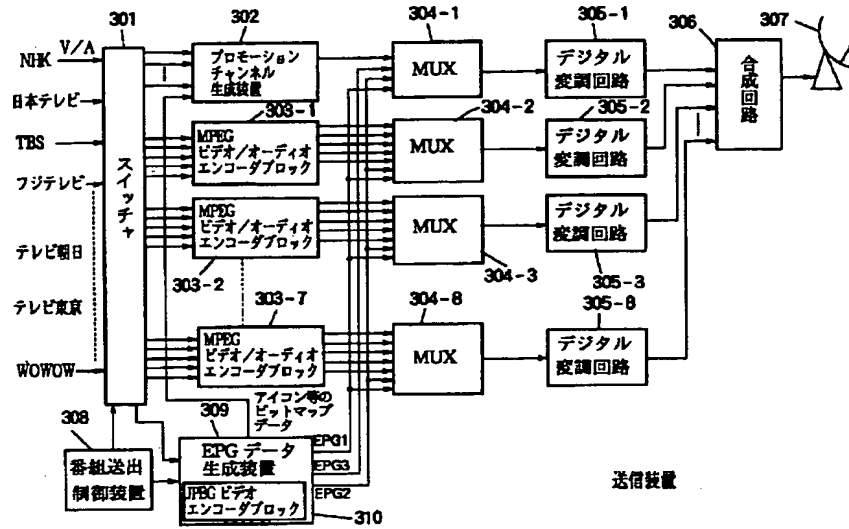 301
302
304-1
305-1
306
307
V/A
NHK
日本テレビ
TBS
フジテレビ
テレビ朝日
テレビ東京
WOWOW
スイッチャ
プロモーション
チャンネル
生成装置
MUX
デジタル
変調回路
合成回路
303-1
304-2
305-2
MPEG
ビデオ/オーディオ
エンコーダブロック
MUX
デジタル
変調回路
MPEG
ビデオ/オーディオ
エンコーダブロック
MUX
デジタル
変調回路
303-2
304-3
305-3
303-7
304-8
305-8
MPEG
ビデオ/オーディオ
エンコーダブロック
MUX
デジタル
変調回路
アイコン等の
ビットマップ
データ
308
309
番組送出
制御装置
EPG データ
生成装置
JPEG ビデオ
エンコーダブロック
EPG1
EPG3
EPG2
310
送信装置